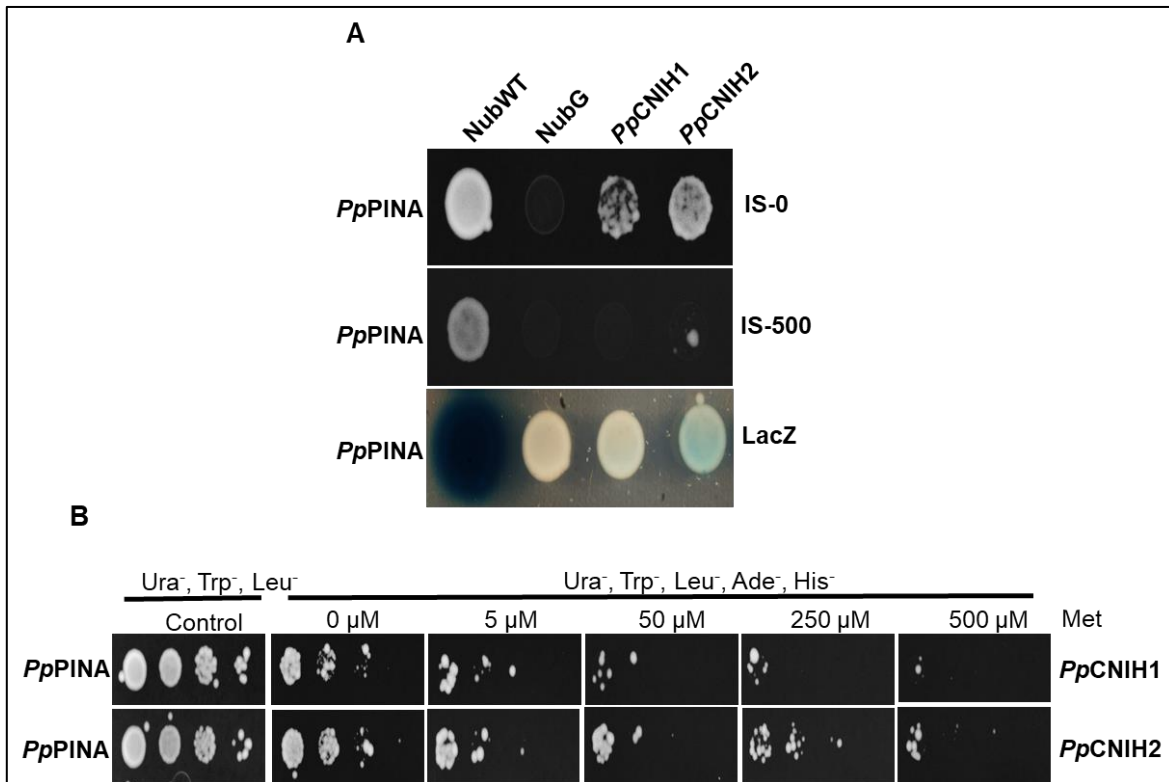 A
NubWT NubG PpCNIH1 PpCNIH2
PpPINA IS-0
PpPINA IS-500
PpPINA LacZ
B
Ura⁻, Trp⁻, Leu⁻ Ura⁻, Trp⁻, Leu⁻, Ade⁻, His⁻
Control 0 µM 5 µM 50 µM 250 µM 500 µM Met
PpPINA PpCNIH1
PpPINA PpCNIH2